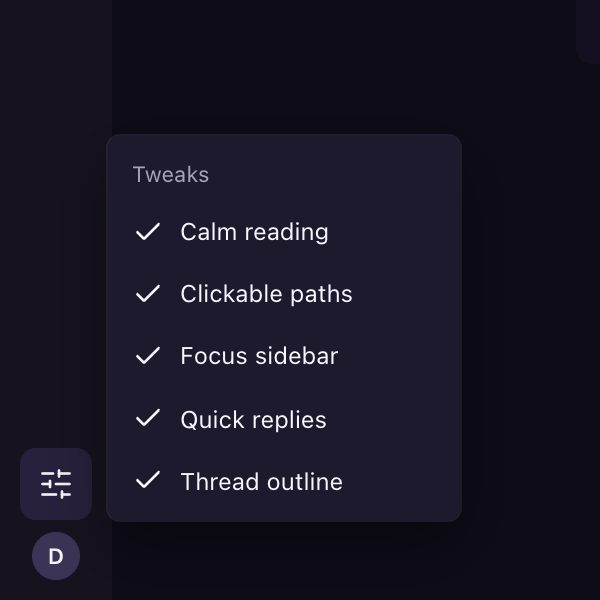 Tweaks
Calm reading
Clickable paths
Focus sidebar
Quick replies
Thread outline
D